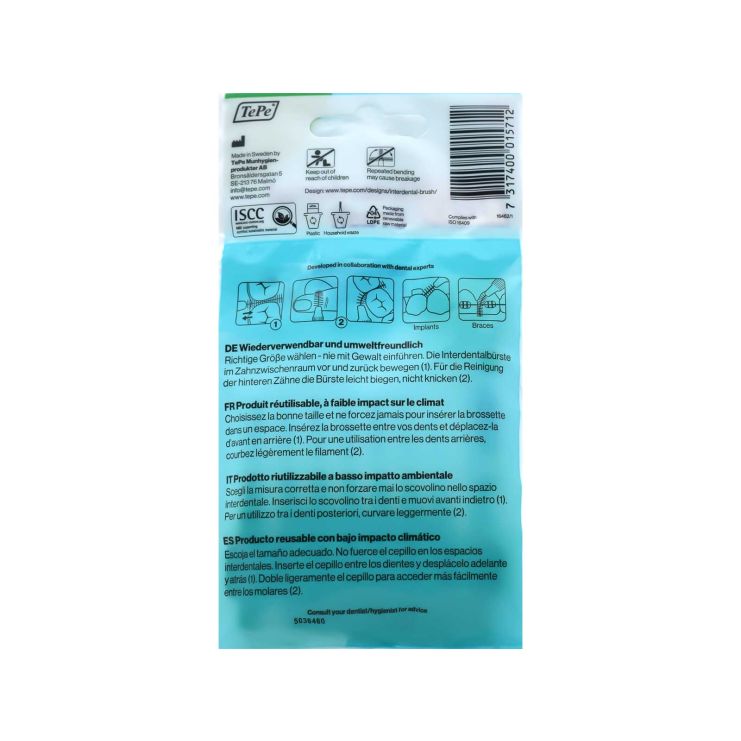 TePe
Made in Sweden by
TePe Munhygien-
produkter AB
Bronsåldersgatan 5
SE-213 76 Malmö
info@tepe.com
www.tepe.com
Keep out of
reach of children
Repeated bending
may cause breakage
Design: www.tepe.com/designs/interdental-brush/
7 317400 015712
ISCC
Plastic
Household waste
LDPE
Packaging
made from
renewable
raw material
Complies with
ISO 16409
Developed in collaboration with dental experts
1
2
Implants
Braces
DE Wiederverwendbar und umweltfreundlich
Richtige Größe wählen - nie mit Gewalt einführen. Die Interdentalbürste
im Zahnzwischenraum vor und zurück bewegen (1). Für die Reinigung
der hinteren Zähne die Bürste leicht biegen, nicht knicken (2).
FR Produit réutilisable, à faible impact sur le climat
Choisissez la bonne taille et ne forcez jamais pour insérer la brossette
dans un espace. Insérez la brossette entre vos dents et déplacez-la
d'avant en arrière (1). Pour une utilisation entre les dents arrières,
courbez légèrement le filament (2).
IT Prodotto riutilizzabile a basso impatto ambientale
Scegli la misura corretta e non forzare mai lo scovolino nello spazio
interdentale. Inserisci lo scovolino tra i denti e muovi avanti indietro (1).
Per un utilizzo tra i denti posteriori, curvare leggermente (2).
ES Producto reusable con bajo impacto climático
Escoja el tamaño adecuado. No fuerce el cepillo en los espacios
interdentales. Inserte el cepillo entre los dientes y desplácelo adelante
y atrás (1). Doble ligeramente el cepillo para acceder más fácilmente
entre los molares (2).
Consult your dentist/hygienist for advice
5036460